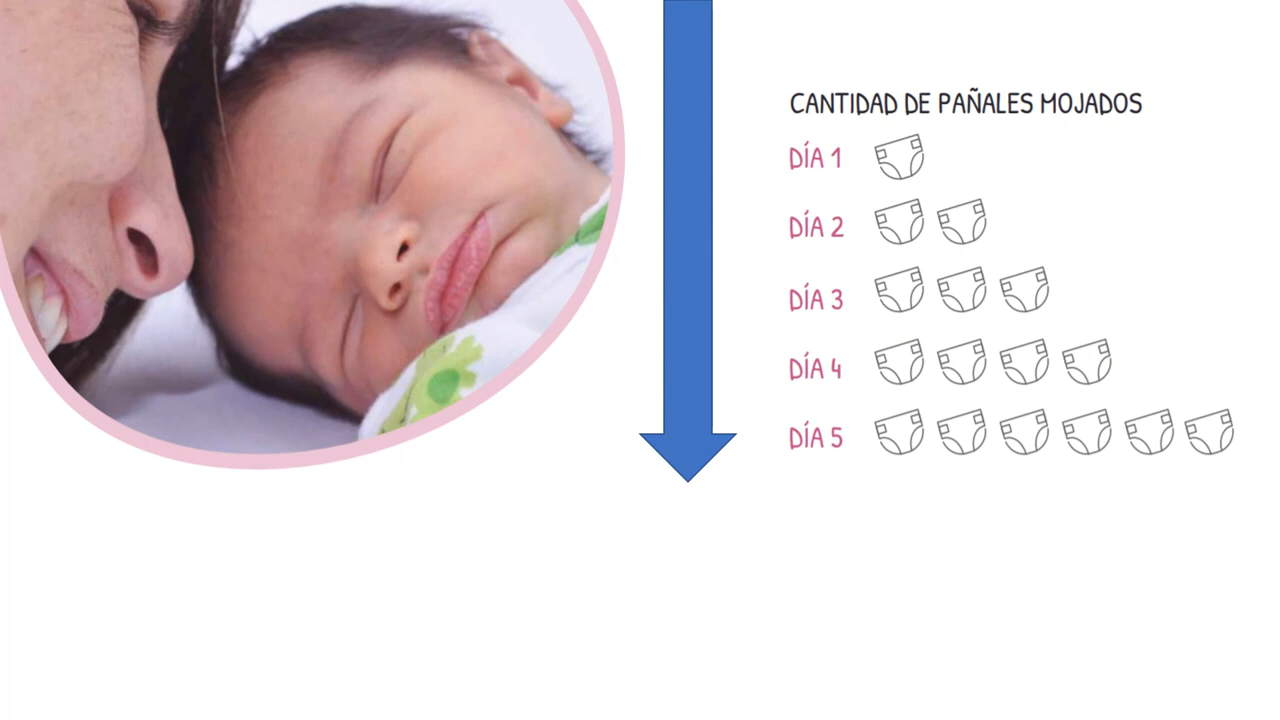 CANTIDAD DE PAÑALES MOJADOS
DÍA 1
DÍA 2
DÍA 3
DÍA 4
DÍA 5